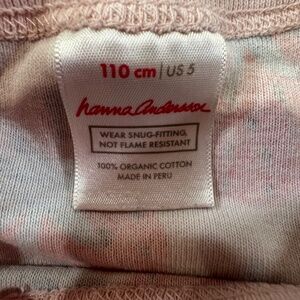 110 cm | US 5
hanna andersson
WEAR SNUG-FITTING,
NOT FLAME RESISTANT
100% ORGANIC COTTON
MADE IN PERU